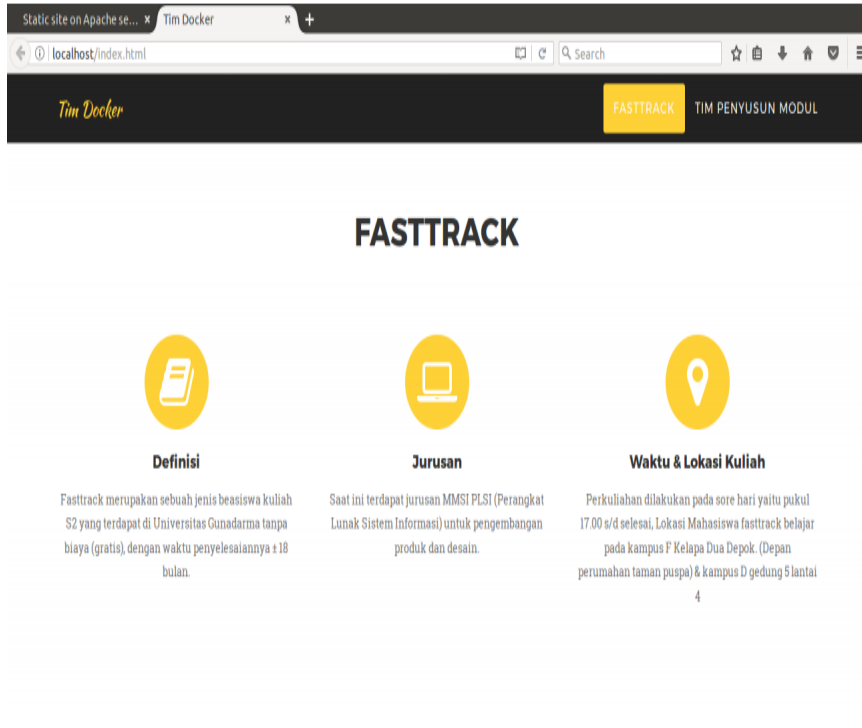 Static site on Apache se...
Tim Docker
localhost/index.html
Search
Tim Docker
FASTTRACK
TIM PENYUSUN MODUL
FASTTRACK
Definisi
Fasttrack merupakan sebuah jenis beasiswa kuliah
S2 yang terdapat di Universitas Gunadarma tanpa
biaya (gratis), dengan waktu penyelesaiannya ± 18
bulan.
Jurusan
Saat ini terdapat jurusan MMSI PLSI (Perangkat
Lunak Sistem Informasi) untuk pengembangan
produk dan desain.
Waktu & Lokasi Kuliah
Perkuliahan dilakukan pada sore hari yaitu pukul
17.00 s/d selesai, Lokasi Mahasiswa fasttrack belajar
pada kampus F Kelapa Dua Depok. (Depan
perumahan taman puspa) & kampus D gedung 5 lantai
4